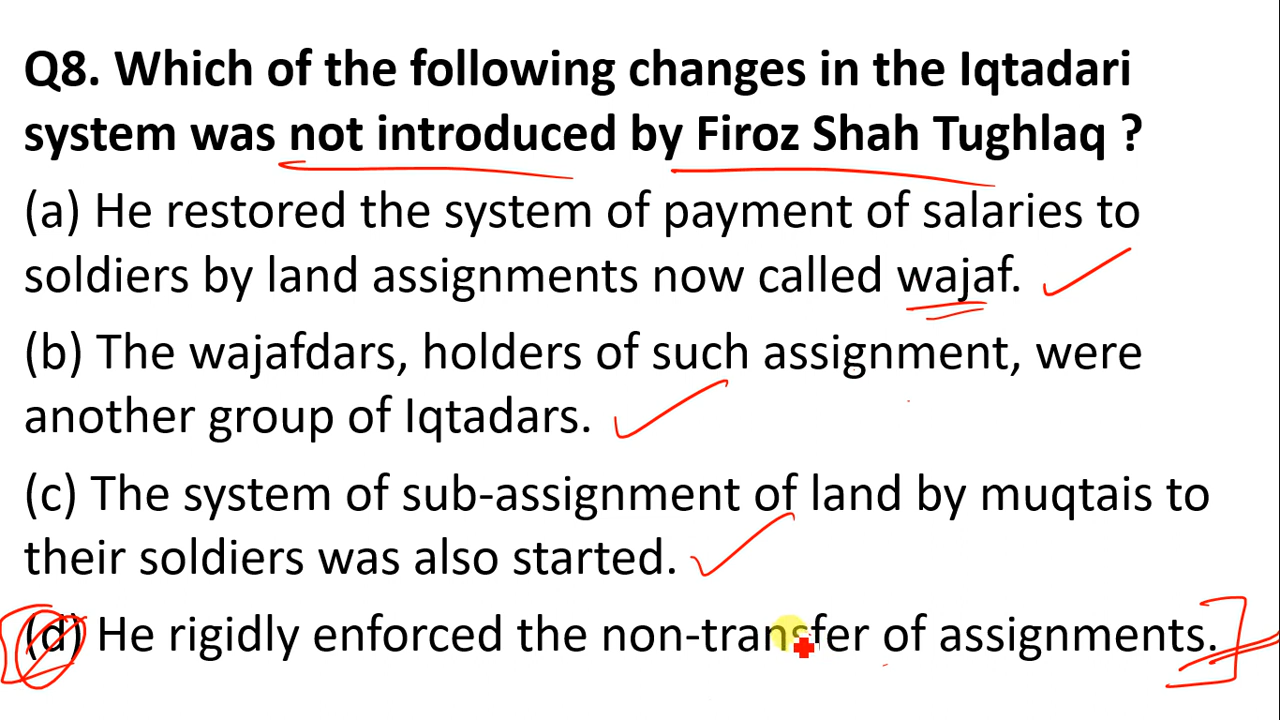 Q8. Which of the following changes in the Iqtadari
system was not introduced by Firoz Shah Tughlaq ?
(a) He restored the system of payment of salaries to
soldiers by land assignments now called wajaf.
(b) The wajafdars, holders of such assignment, were
another group of Iqtadars.
(c) The system of sub-assignment of land by muqtais to
their soldiers was also started.
(d) He rigidly enforced the non-transfer of assignments.